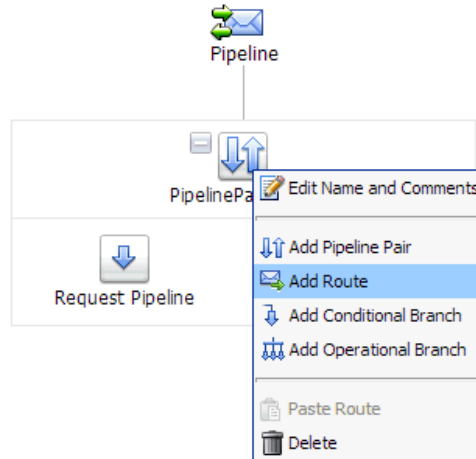 Pipeline
PipelinePa
Edit Name and Comments
Add Pipeline Pair
Request Pipeline
Add Route
Add Conditional Branch
Add Operational Branch
Paste Route
Delete